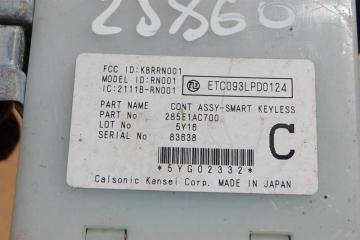 25860
FCC ID:KBRRN001
MODEL ID:RN001
IC:2111B-RN001
ETC093LPD0124
PART NAME CONT ASSY-SMART KEYLESS
PART No 285E1AC700
LOT No 5Y16
SERIAL No 83638
C
*5YG02332*
Calsonic Kansei Corp. MADE IN JAPAN